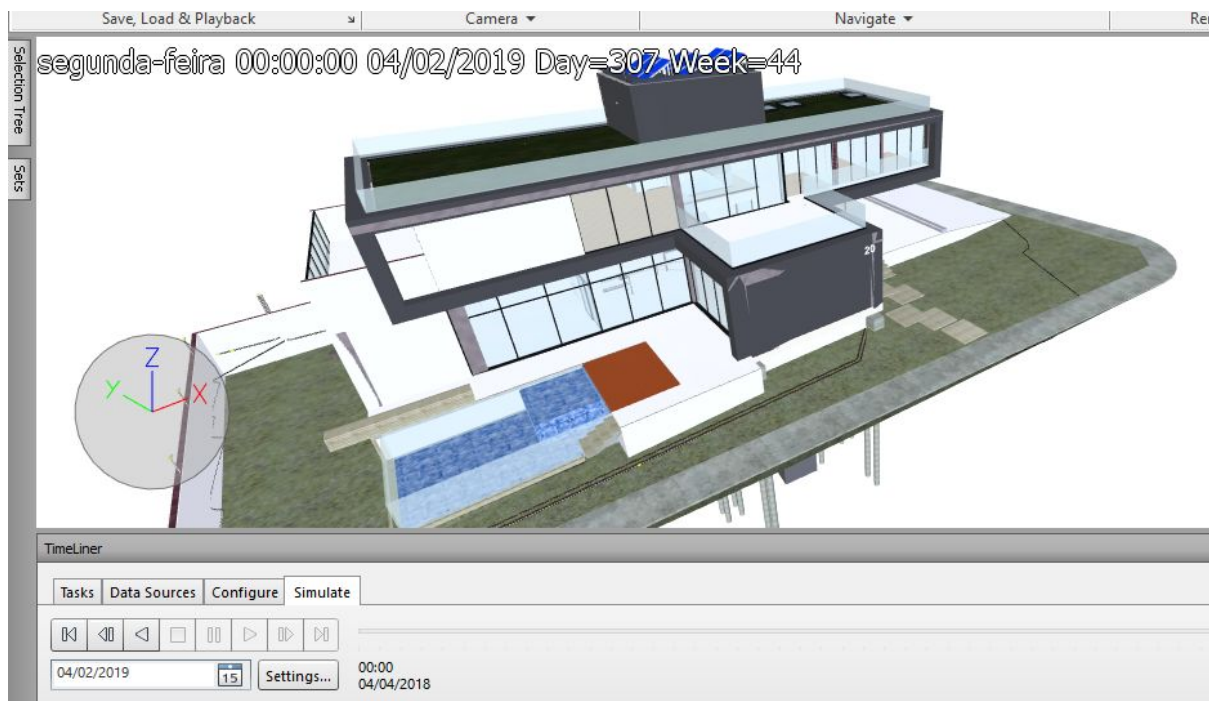 Save, Load & Playback
Camera
Navigate
Selection Tree
Sets
segunda-feira 00:00:00 04/02/2019 Day=307 Week=44
20
Z
Y
X
TimeLiner
Tasks Data Sources Configure Simulate
04/02/2019
15
Settings...
00:00
04/04/2018